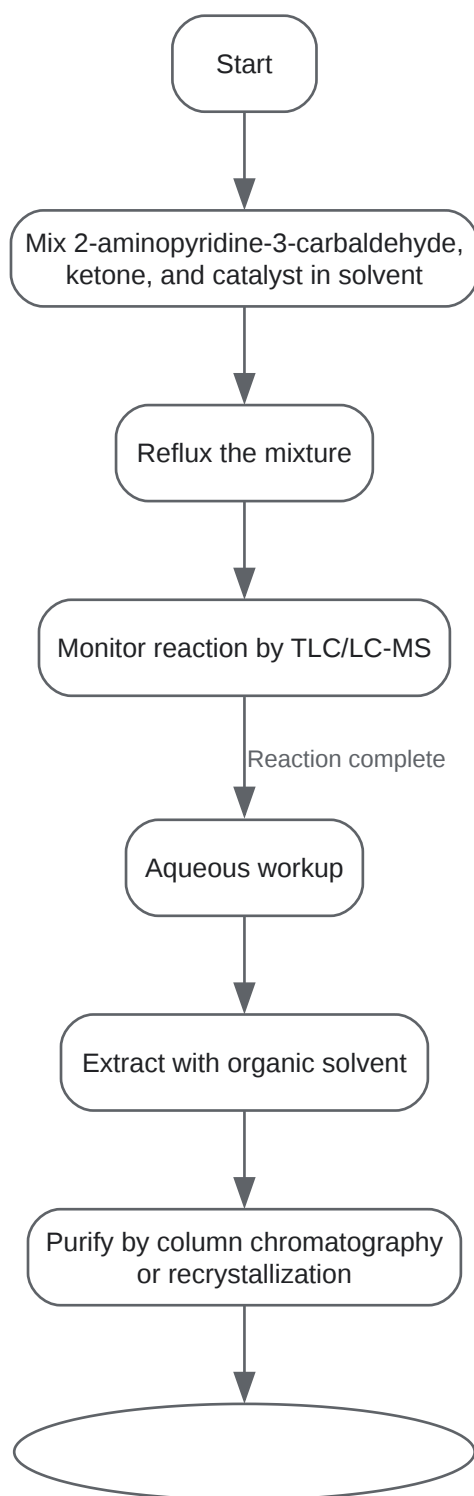 Start
Mix 2-aminopyridine-3-carbaldehyde,
ketone, and catalyst in solvent
Reflux the mixture
Monitor reaction by TLC/LC-MS
Reaction complete
Aqueous workup
Extract with organic solvent
Purify by column chromatography
or recrystallization